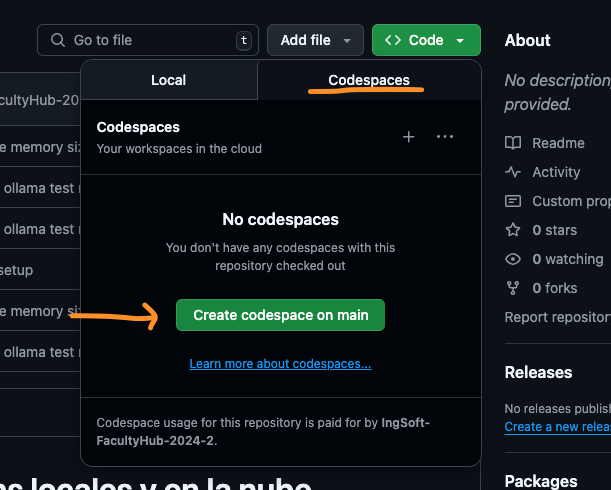 Go to file
t
Add file
Code
About
Local
Codespaces
No description,
provided.
Codespaces
Your workspaces in the cloud
Readme
Activity
Custom prop
0 stars
0 watching
0 forks
Report repository
No codespaces
You don't have any codespaces with this
repository checked out
Create codespace on main
Learn more about codespaces...
Codespace usage for this repository is paid for by IngSoft-
FacultyHub-2024-2.
cultyHub-20
e memory siz
ollama test
ollama test
setup
e memory siz
ollama test
Releases
No releases publis
Create a new relea
Packages
as locales y en la nube